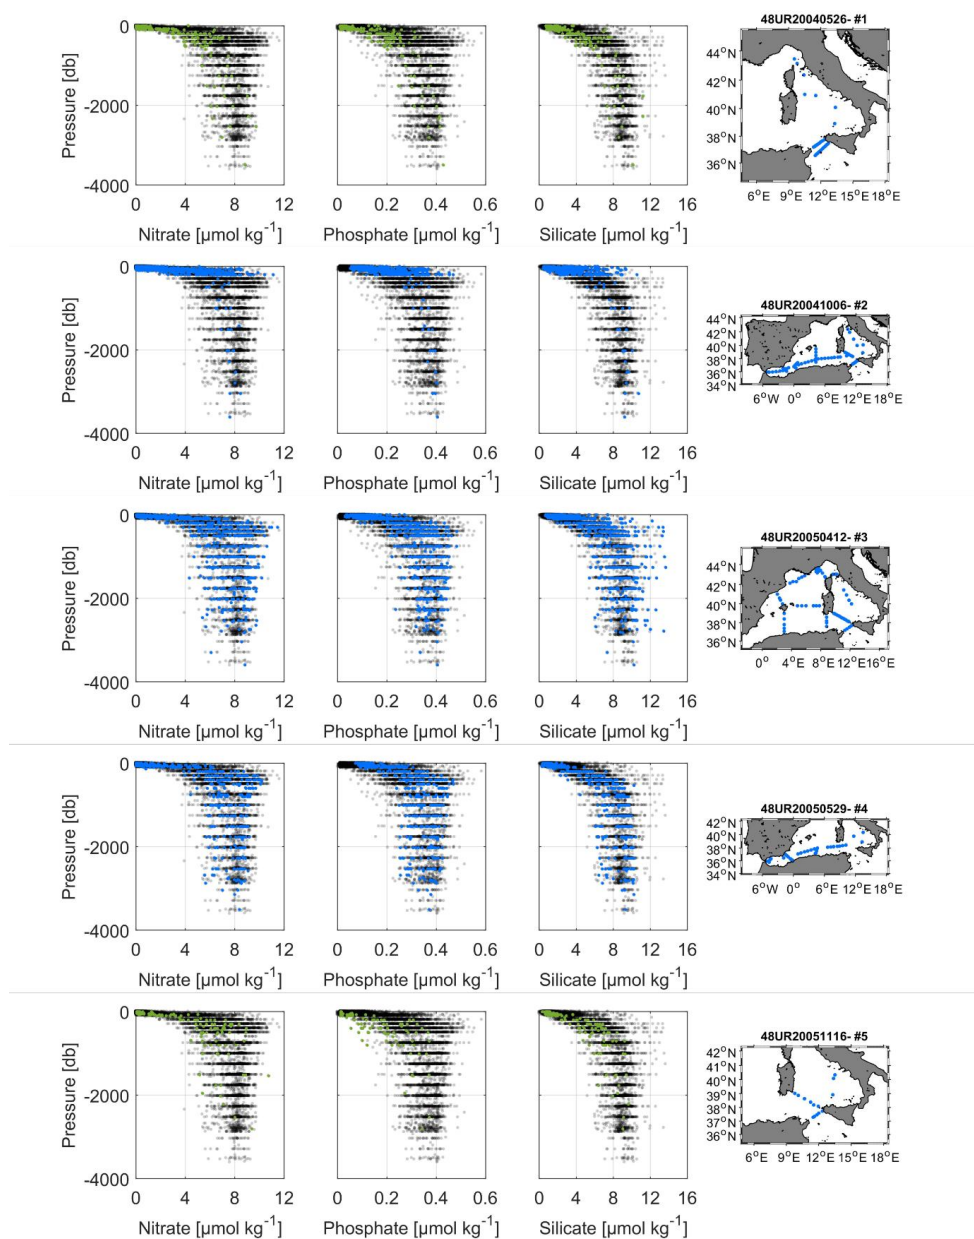 48UR20040526- #1
0
-2000
-4000
Pressure [db]
0 4 8 12
Nitrate [µmol kg-1]
0 0.2 0.4 0.6
Phosphate [µmol kg-1]
0 4 8 12 16
Silicate [µmol kg-1]
44°N
42°N
40°N
38°N
36°N
6°E 9°E 12°E 15°E 18°E
48UR20041006- #2
0
-2000
-4000
Pressure [db]
0 4 8 12
Nitrate [µmol kg-1]
0 0.2 0.4 0.6
Phosphate [µmol kg-1]
0 4 8 12 16
Silicate [µmol kg-1]
44°N
42°N
40°N
38°N
36°N
34°N
6°W 0° 6°E 12°E 18°E
48UR20050412- #3
0
-2000
-4000
Pressure [db]
0 4 8 12
Nitrate [µmol kg-1]
0 0.2 0.4 0.6
Phosphate [µmol kg-1]
0 4 8 12 16
Silicate [µmol kg-1]
44°N
42°N
40°N
38°N
36°N
0° 4°E 8°E 12°E 16°E
48UR20050529- #4
0
-2000
-4000
Pressure [db]
0 4 8 12
Nitrate [µmol kg-1]
0 0.2 0.4 0.6
Phosphate [µmol kg-1]
0 4 8 12 16
Silicate [µmol kg-1]
42°N
40°N
38°N
36°N
34°N
6°W 0° 6°E 12°E 18°E
48UR20051116- #5
0
-2000
-4000
Pressure [db]
0 4 8 12
Nitrate [µmol kg-1]
0 0.2 0.4 0.6
Phosphate [µmol kg-1]
0 4 8 12 16
Silicate [µmol kg-1]
42°N
41°N
40°N
39°N
38°N
37°N
36°N
6°E 9°E 12°E 15°E 18°E